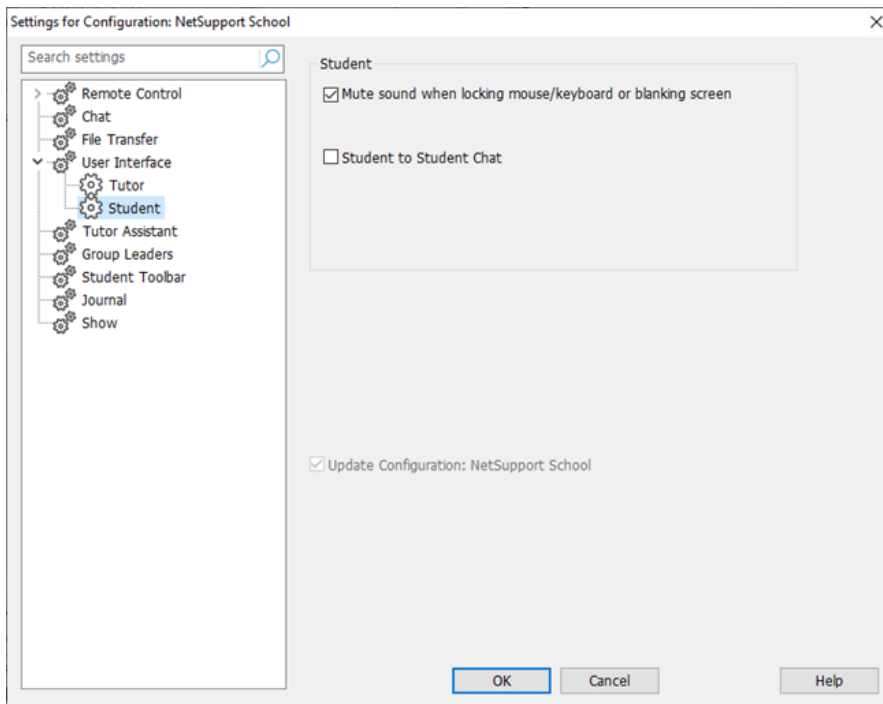 Settings for Configuration: NetSupport School
Search settings
Remote Control
Chat
File Transfer
User Interface
Tutor
Student
Tutor Assistant
Group Leaders
Student Toolbar
Journal
Show
Student
Mute sound when locking mouse/keyboard or blanking screen
Student to Student Chat
Update Configuration: NetSupport School
OK Cancel Help